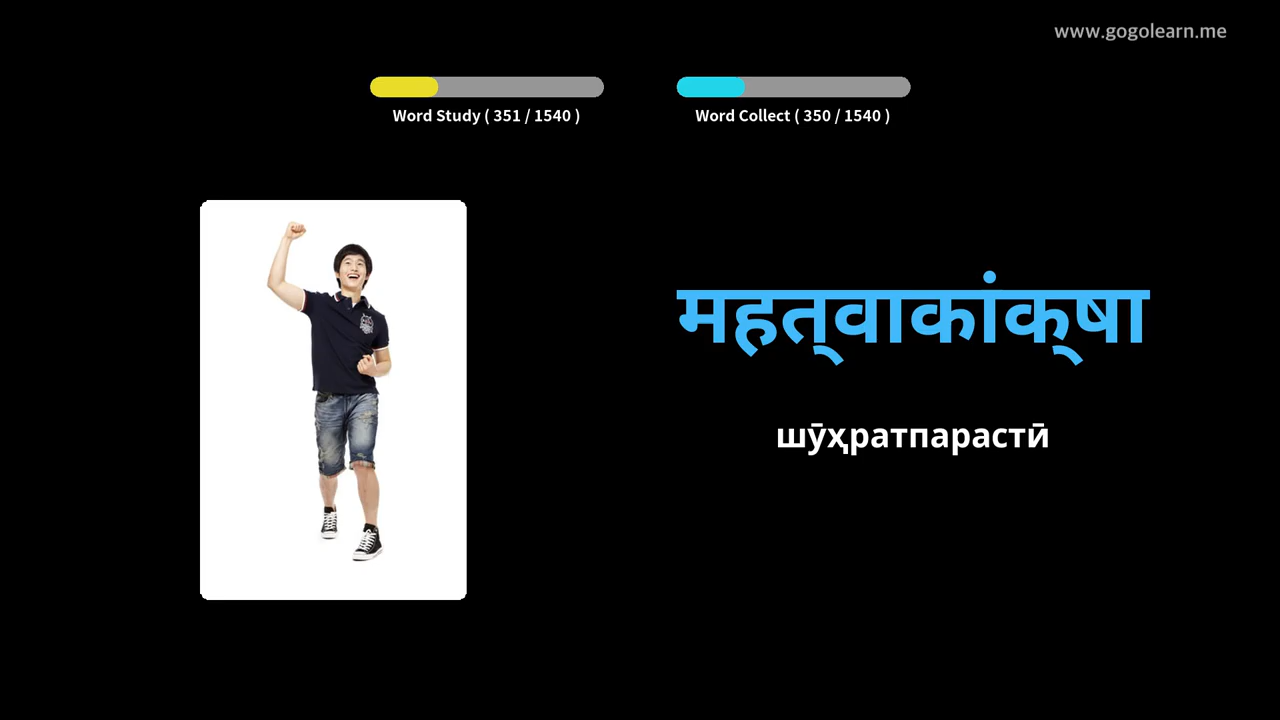 www.gogolearn.me
Word Study ( 351 / 1540 )
Word Collect ( 350 / 1540 )
महत्‌वाकांक्‌षा
шӯҳратпарастӣ